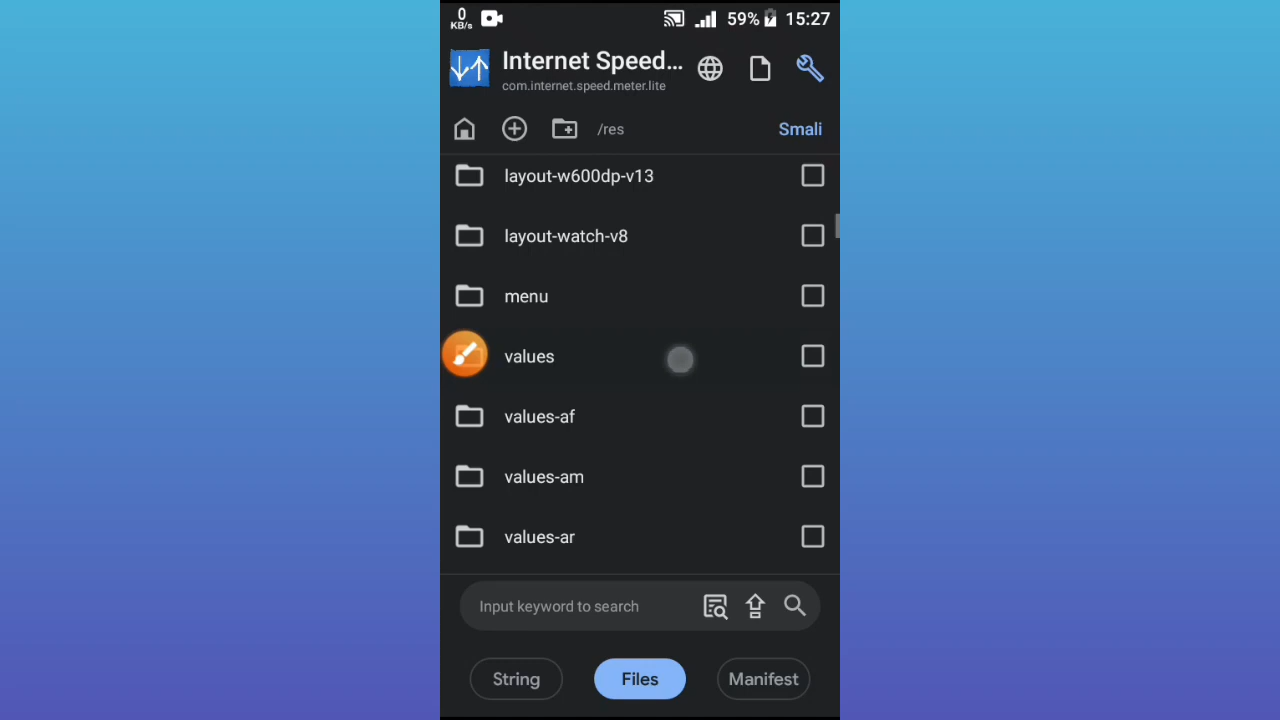 0 KB/s 59% 15:27
Internet Speed...
com.internet.speed.meter.lite
/res Smali
layout-w600dp-v13
layout-watch-v8
menu
values
values-af
values-am
values-ar
Input keyword to search
String Files Manifest